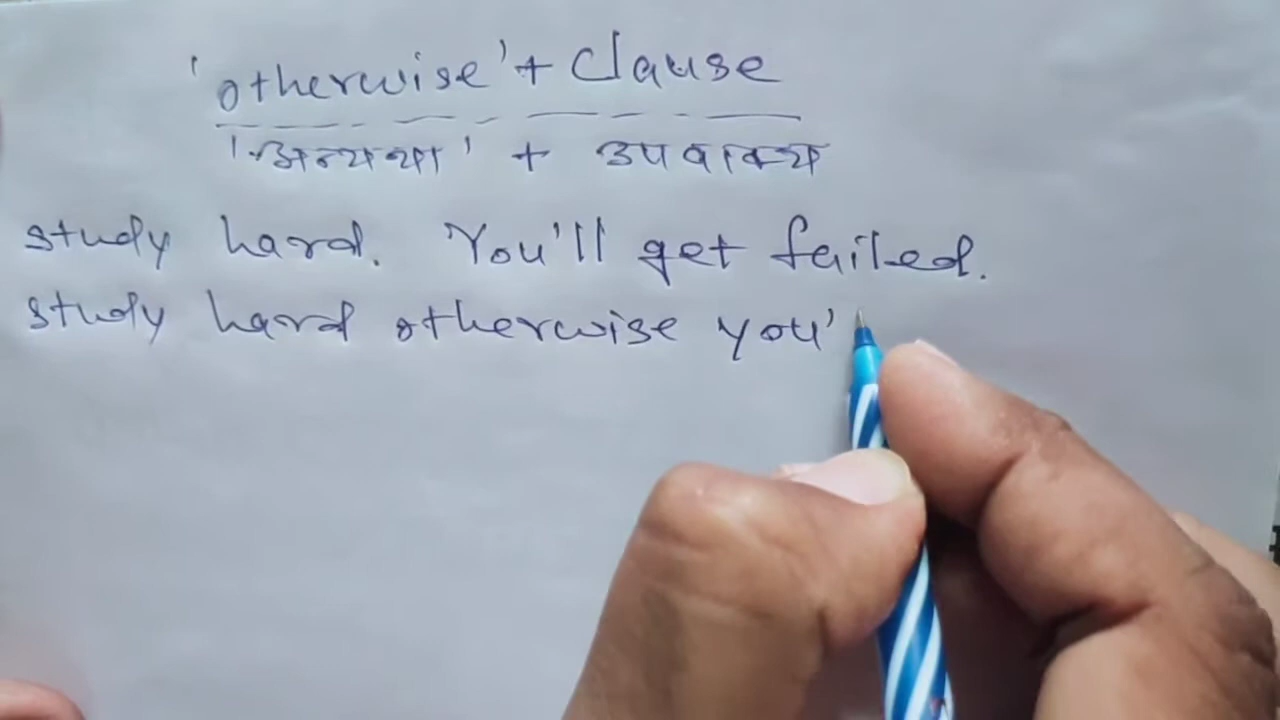 'otherwise' + Clause
'अन्यथा' + उपवाक्य
study hard. You'll get failed.
study hard otherwise you'